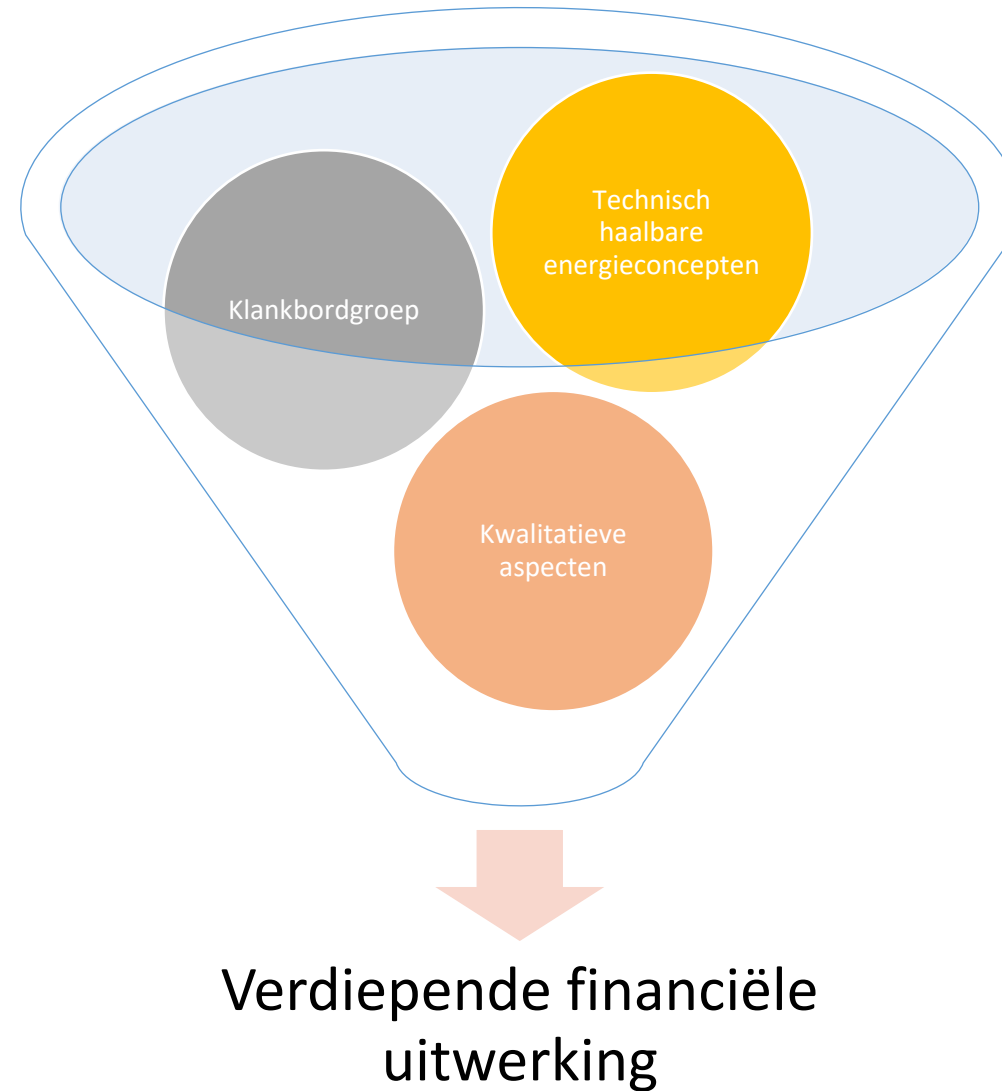 Technisch
haalbare
energieconcepten
Klankbordgroep
Kwalitatieve
aspecten
Verdiepende financiële
uitwerking